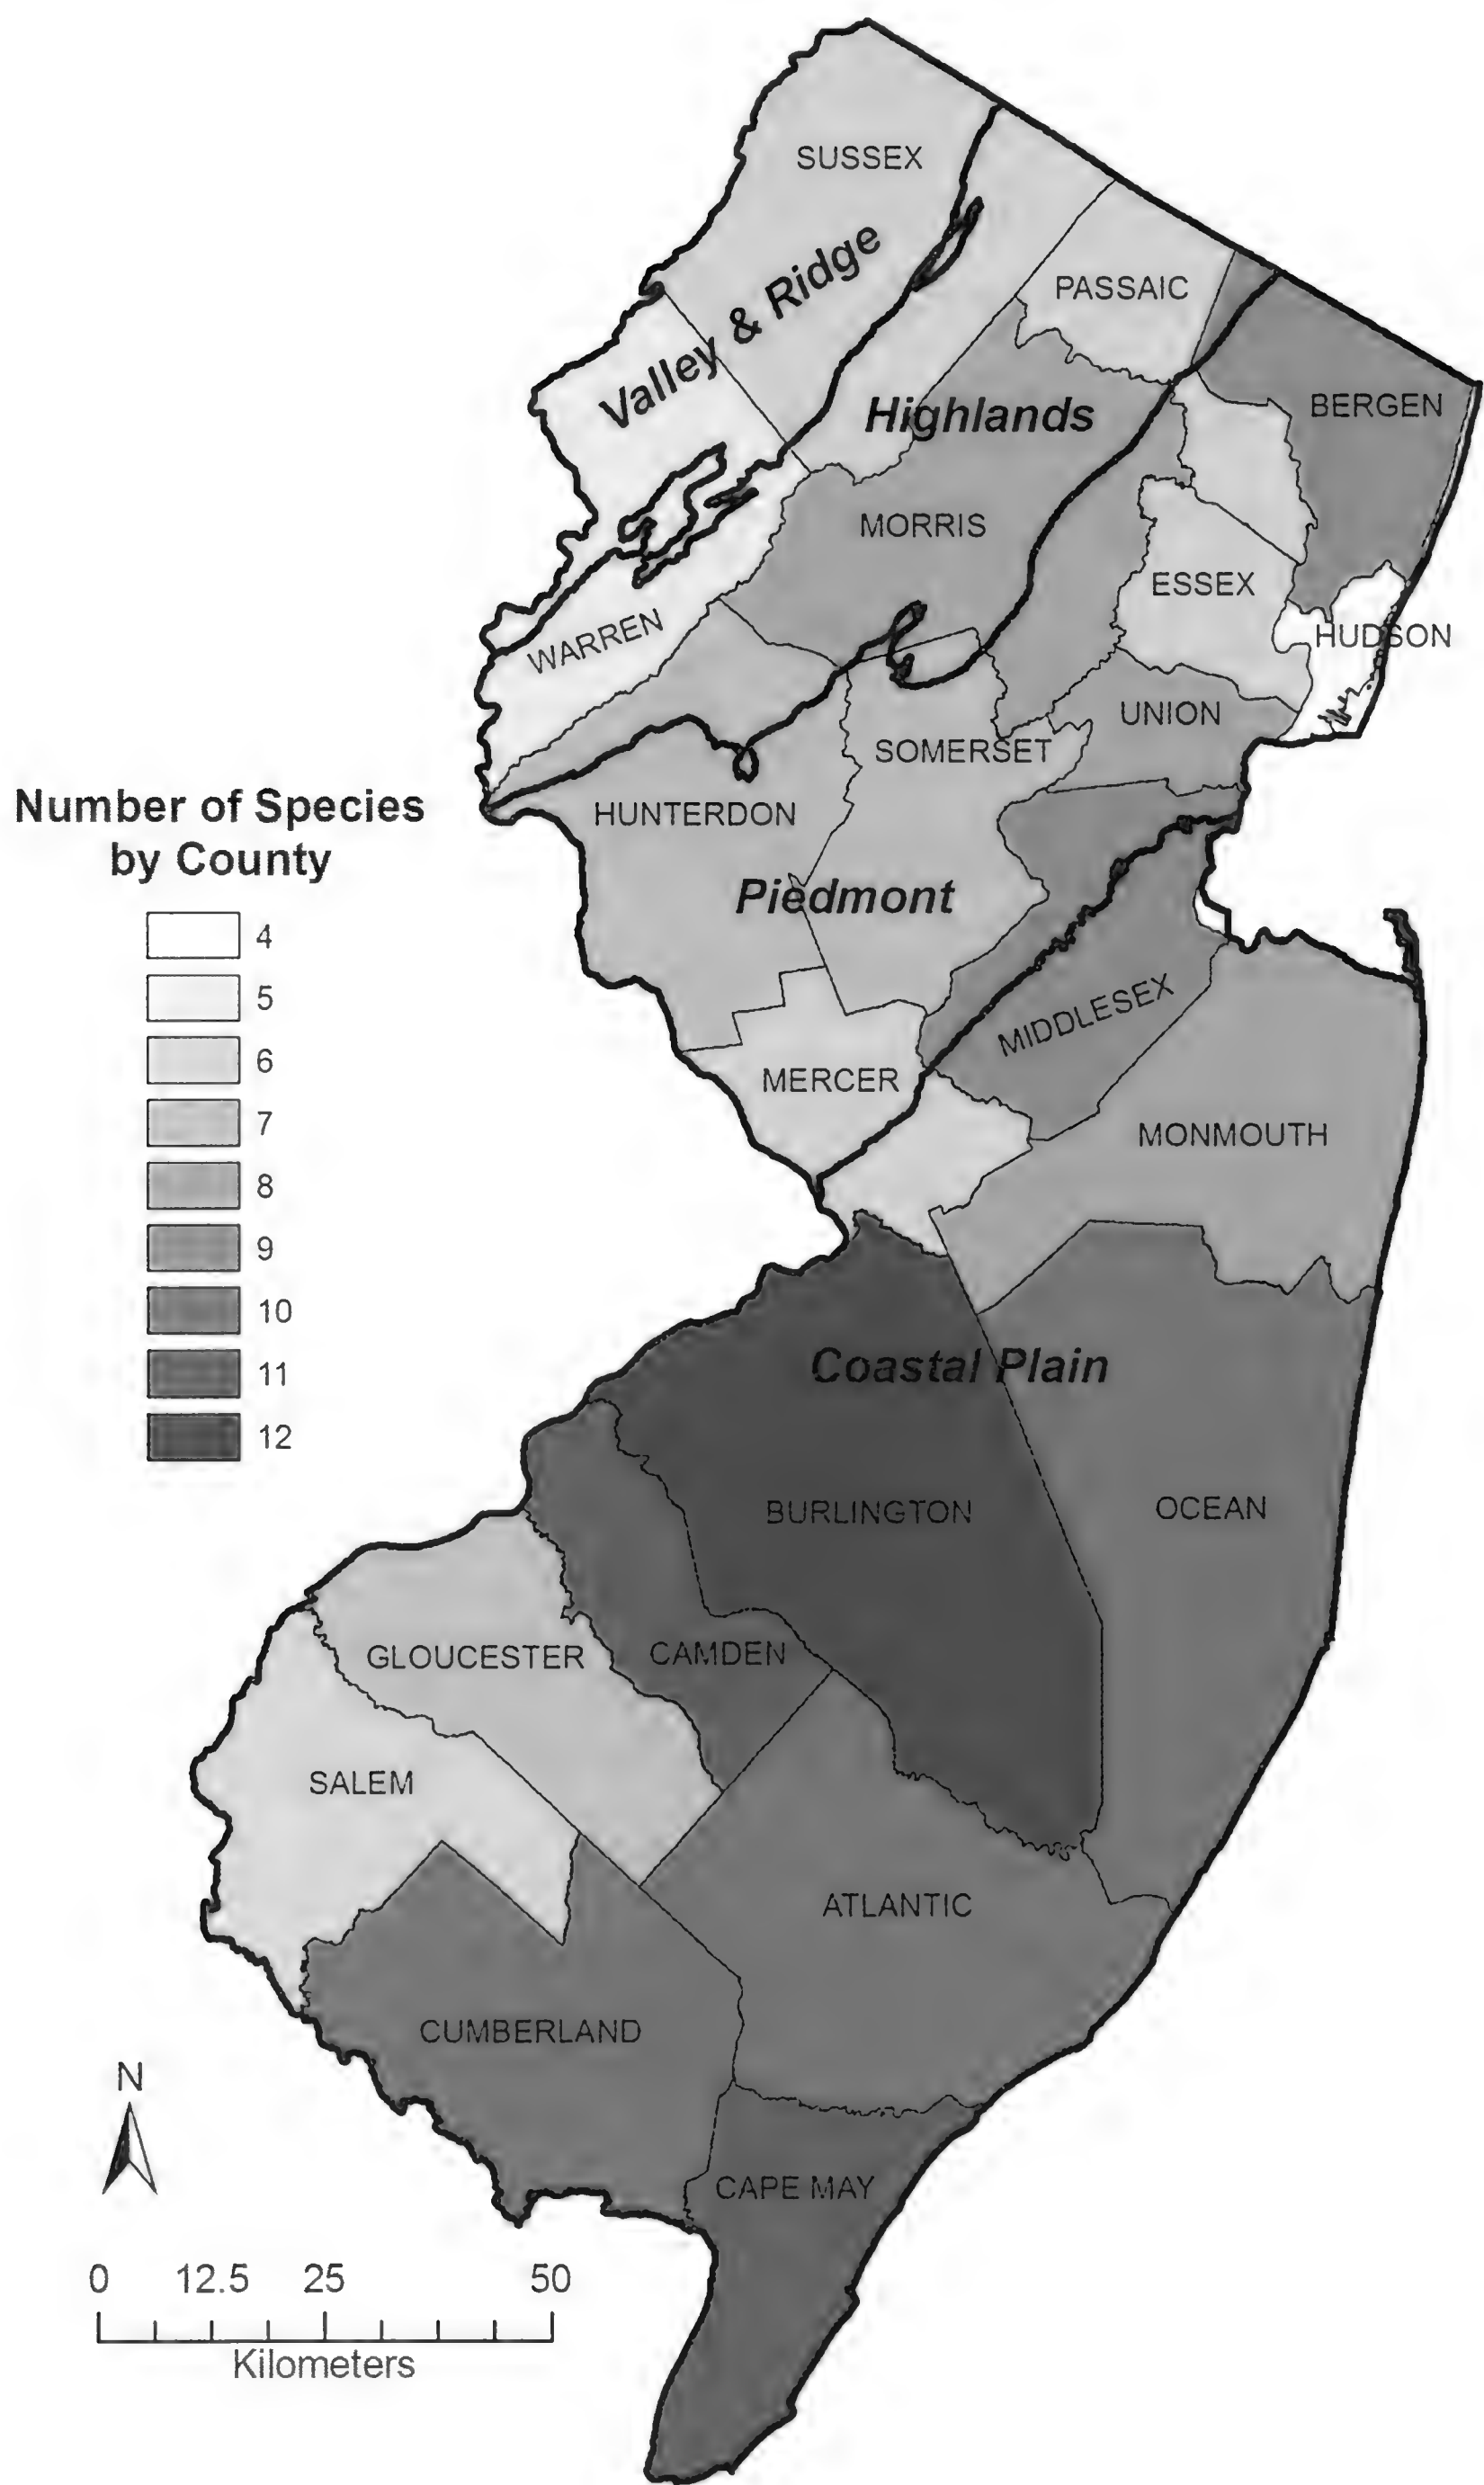 SUSSEX
Valley & Ridge
PASSAIC
BERGEN
Highlands
MORRIS
ESSEX
HUDSON
WARREN
UNION
SOMERSET
HUNTERDON
Number of Species
by County
Piedmont
4
5
6
7
8
9
10
11
12
MIDDLESEX
MERCER
MONMOUTH
Coastal Plain
BURLINGTON
OCEAN
GLOUCESTER
CAMDEN
SALEM
ATLANTIC
CUMBERLAND
CAPE MAY
N
0 12.5 25 50
Kilometers